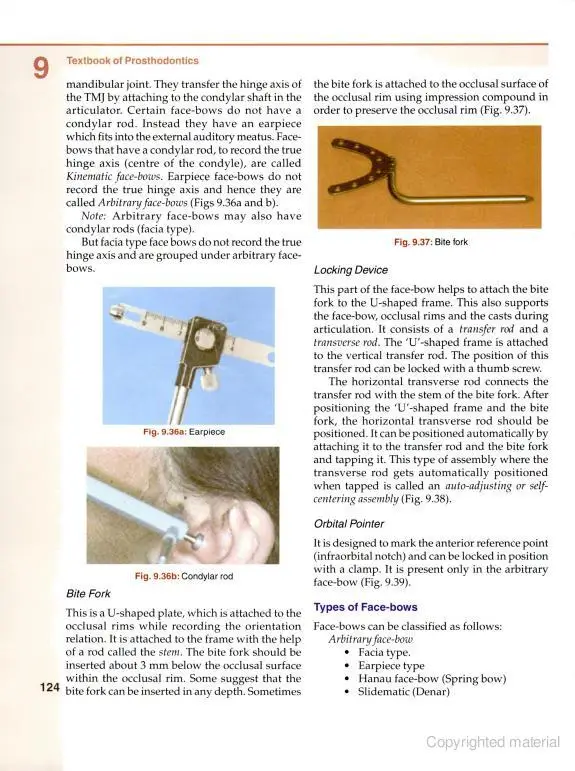 9
Textbook of Prosthodontics
mandibular joint. They transfer the hinge axis of
the TMJ by attaching to the condylar shaft in the
articulator. Certain face-bows do not have a
condylar rod. Instead they have an earpiece
which fits into the external auditory meatus. Face-
bows that have a condylar rod, to record the true
hinge axis (centre of the condyle), are called
Kinematic face-bows. Earpiece face-bows do not
record the true hinge axis and hence they are
called Arbitrary face-bows (Figs 9.36a and b).
Note: Arbitrary face-bows may also have
condylar rods (facia type).
But facia type face bows do not record the true
hinge axis and are grouped under arbitrary face-
bows.
Fig. 9.36a: Earpiece
Fig. 9.36b: Condylar rod
Bite Fork
This is a U-shaped plate, which is attached to the
occlusal rims while recording the orientation
relation. It is attached to the frame with the help
of a rod called the stem. The bite fork should be
inserted about 3 mm below the occlusal surface
within the occlusal rim. Some suggest that the
bite fork can be inserted in any depth. Sometimes
124
the bite fork is attached to the occlusal surface of
the occlusal rim using impression compound in
order to preserve the occlusal rim (Fig. 9.37).
Fig. 9.37: Bite fork
Locking Device
This part of the face-bow helps to attach the bite
fork to the U-shaped frame. This also supports
the face-bow, occlusal rims and the casts during
articulation. It consists of a transfer rod and a
transverse rod. The 'U'-shaped frame is attached
to the vertical transfer rod. The position of this
transfer rod can be locked with a thumb screw.
The horizontal transverse rod connects the
transfer rod with the stem of the bite fork. After
positioning the 'U'-shaped frame and the bite
fork, the horizontal transverse rod should be
positioned. It can be positioned automatically by
attaching it to the transfer rod and the bite fork
and tapping it. This type of assembly where the
transverse rod gets automatically positioned
when tapped is called an auto-adjusting or self-
centering assembly (Fig. 9.38).
Orbital Pointer
It is designed to mark the anterior reference point
(infraorbital notch) and can be locked in position
with a clamp. It is present only in the arbitrary
face-bow (Fig. 9.39).
Types of Face-bows
Face-bows can be classified as follows:
Arbitrary face-bow
• Facia type.
• Earpiece type
• Hanau face-bow (Spring bow)
• Slidematic (Denar)
Copyrighted material